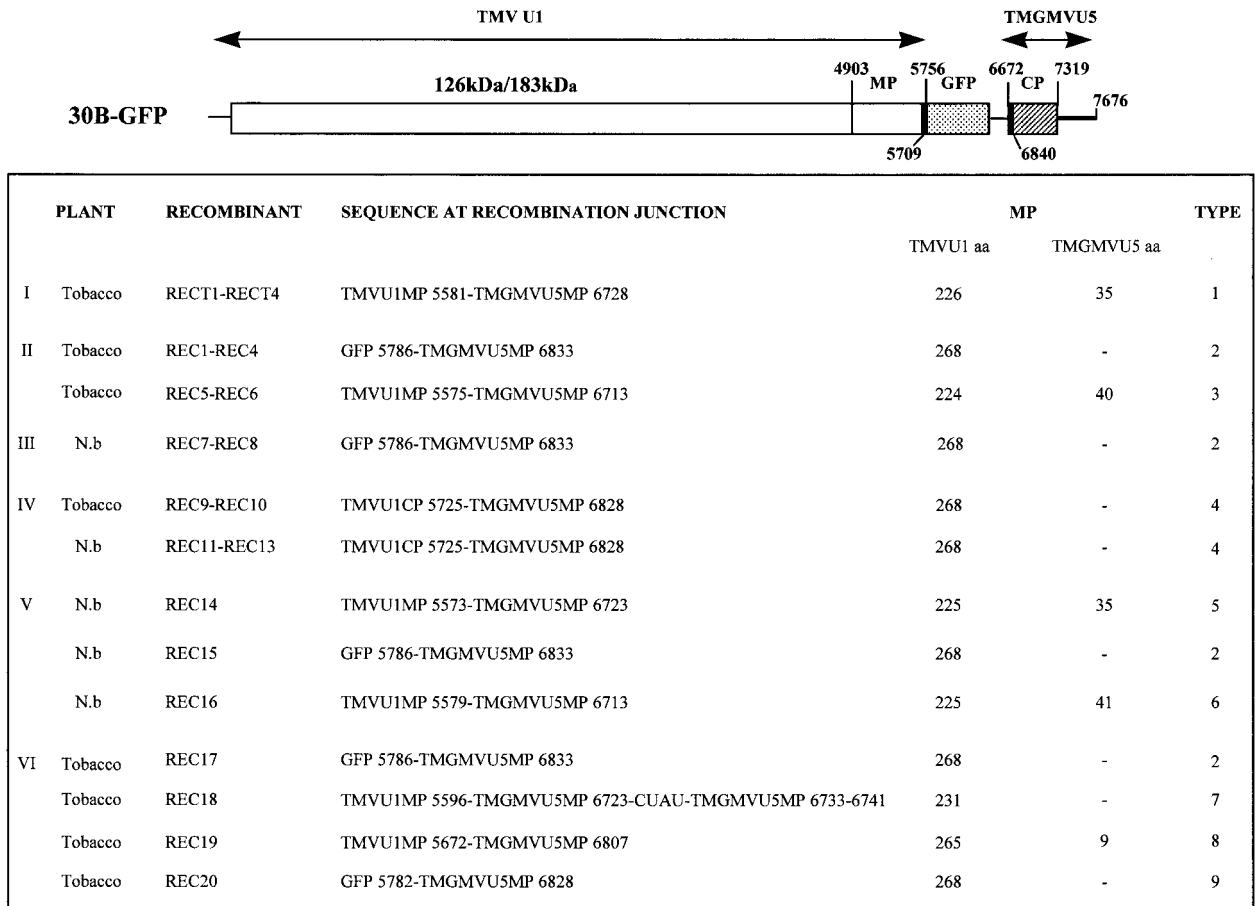 TMV U1 TMGMVU5
4903 5756 6672 7319
126kDa/183kDa MP GFP CP
7676
30B-GFP
5709 6840
PLANT RECOMBINANT SEQUENCE AT RECOMBINATION JUNCTION MP TYPE
TMVU1 aa TMGMVU5 aa
I Tobacco RECT1-RECT4 TMVU1MP 5581-TMGMVU5MP 6728 226 35 1
II Tobacco REC1-REC4 GFP 5786-TMGMVU5MP 6833 268 - 2
Tobacco REC5-REC6 TMVU1MP 5575-TMGMVU5MP 6713 224 40 3
III N.b REC7-REC8 GFP 5786-TMGMVU5MP 6833 268 - 2
IV Tobacco REC9-REC10 TMVU1CP 5725-TMGMVU5MP 6828 268 - 4
N.b REC11-REC13 TMVU1CP 5725-TMGMVU5MP 6828 268 - 4
V N.b REC14 TMVU1MP 5573-TMGMVU5MP 6723 225 35 5
N.b REC15 GFP 5786-TMGMVU5MP 6833 268 - 2
N.b REC16 TMVU1MP 5579-TMGMVU5MP 6713 225 41 6
VI Tobacco REC17 GFP 5786-TMGMVU5MP 6833 268 - 2
Tobacco REC18 TMVU1MP 5596-TMGMVU5MP 6723-CUAU-TMGMVU5MP 6733-6741 231 - 7
Tobacco REC19 TMVU1MP 5672-TMGMVU5MP 6807 265 9 8
Tobacco REC20 GFP 5782-TMGMVU5MP 6828 268 - 9